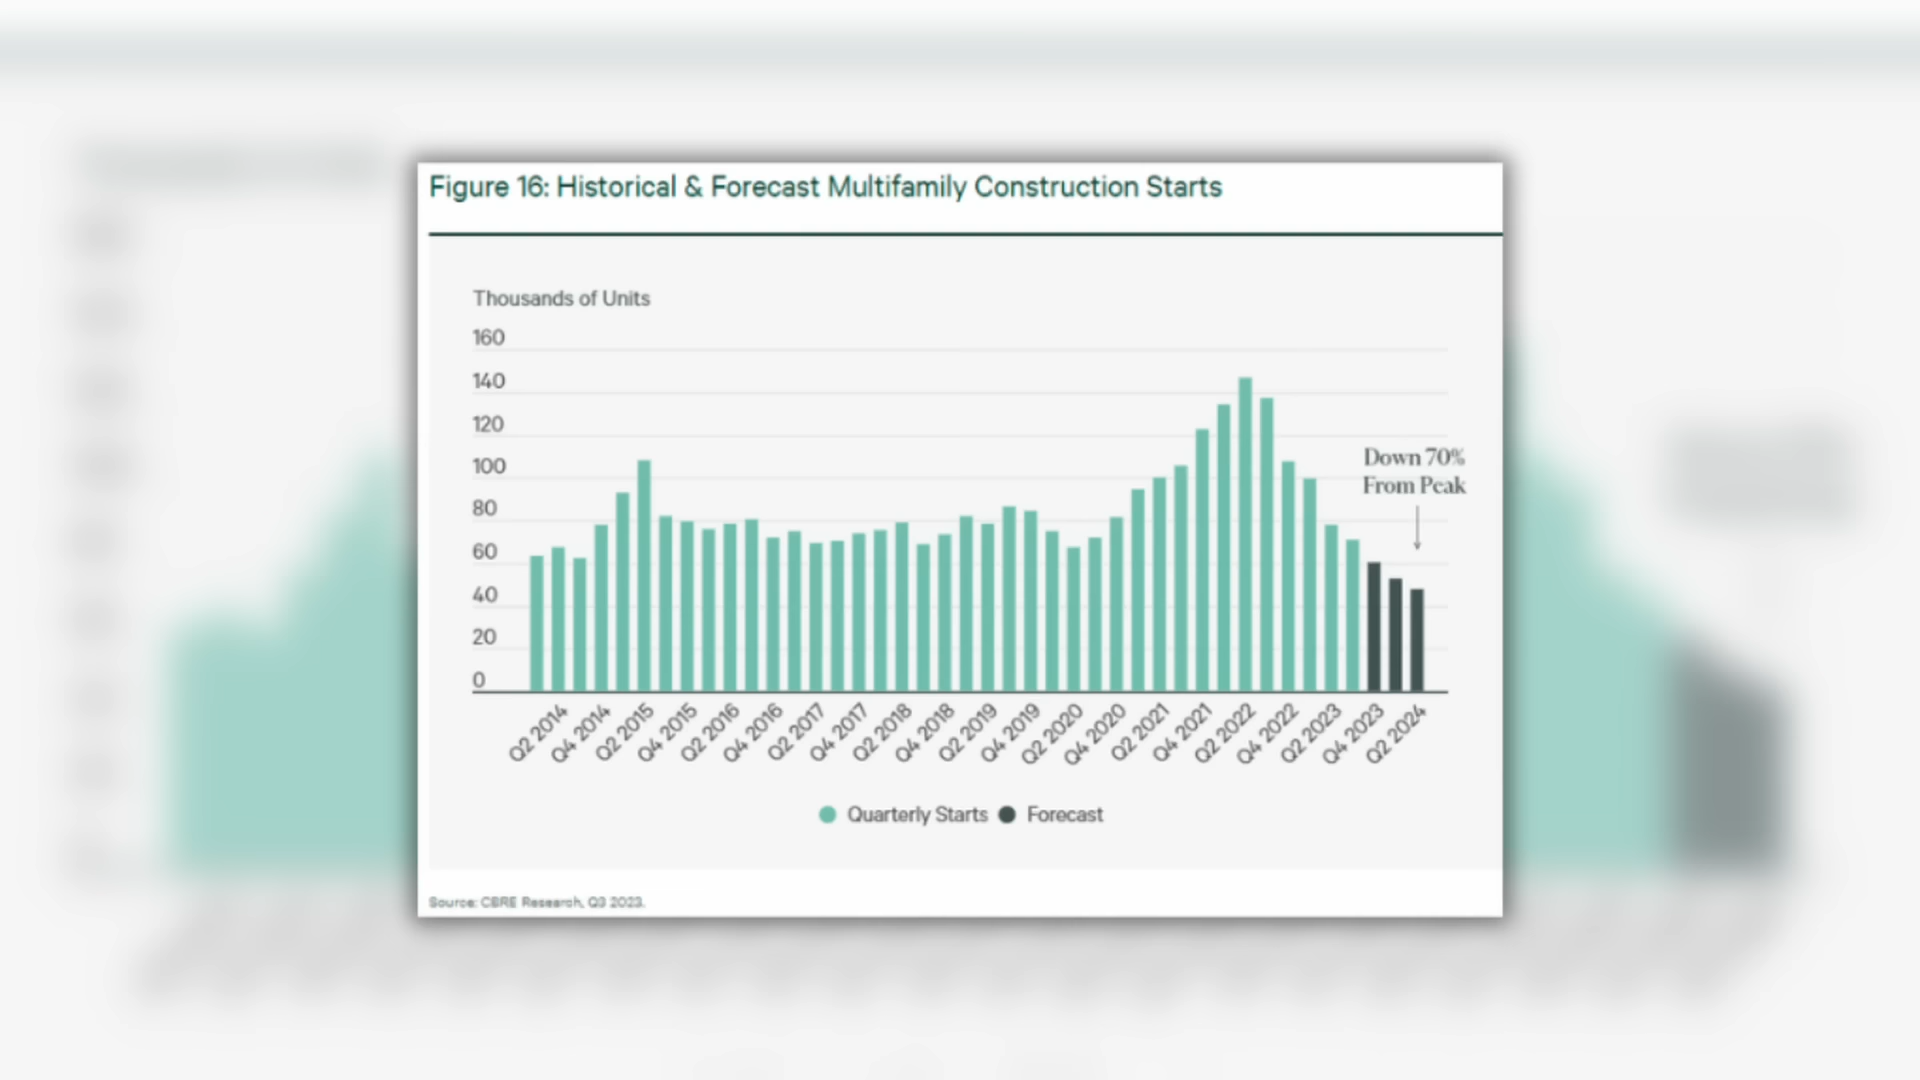 Figure 16: Historical & Forecast Multifamily Construction Starts
Thousands of Units
160
140
120
100
80
60
40
20
0
Down 70%
From Peak
Q2 2014
Q4 2014
Q2 2015
Q4 2015
Q2 2016
Q4 2016
Q2 2017
Q4 2017
Q2 2018
Q4 2018
Q2 2019
Q4 2019
Q2 2020
Q4 2020
Q2 2021
Q4 2021
Q2 2022
Q4 2022
Q2 2023
Q4 2023
Q2 2024
Quarterly Starts
Forecast
Source: CBRE Research, Q3 2023.